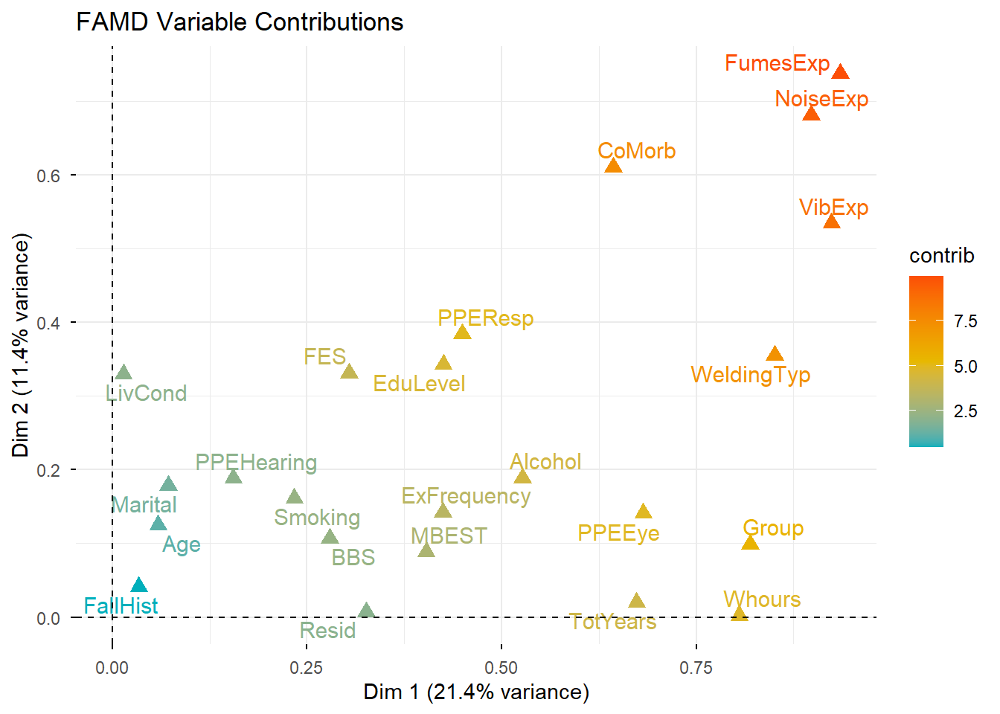 FAMD Variable Contributions
FumesExp
NoiseExp
CoMorb
VibExp
PPEResp
FES
EduLevel
WeldingTyp
LivCond
PPEHearing
Alcohol
ExFrequency
Marital
Smoking
PPEEye
Group
MBEST
Age
BBS
FallHist
Whours
TotYears
Resid
0.6
0.4
0.2
0.0
0.00
0.25
0.50
0.75
Dim 1 (21.4% variance)
Dim 2 (11.4% variance)
contrib
7.5
5.0
2.5